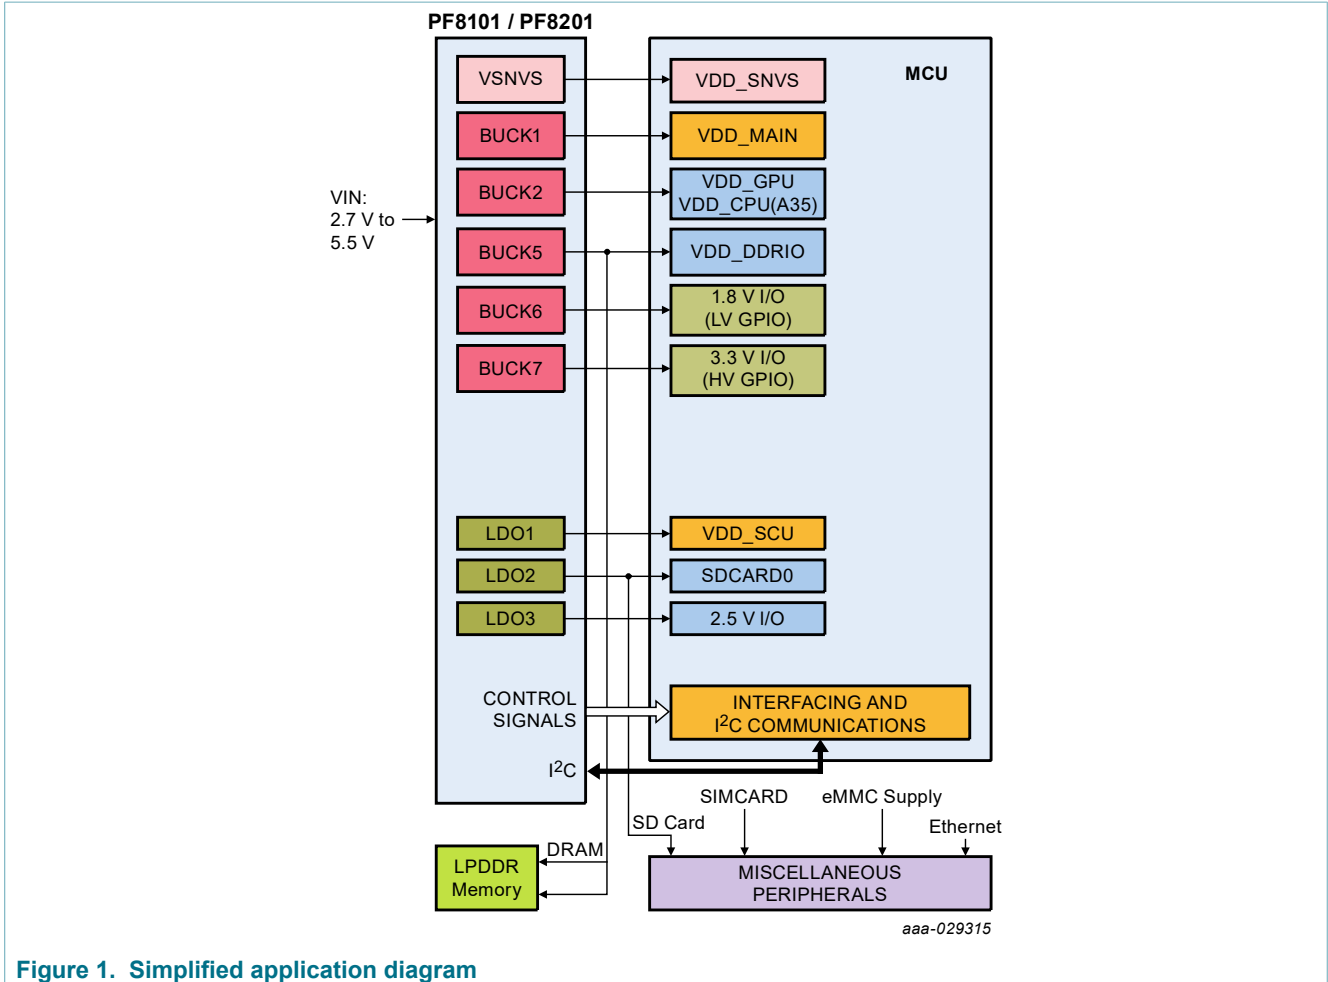 PF8101 / PF8201
MCU
VSNVS
VDD_SNVS
BUCK1
VDD_MAIN
BUCK2
VDD_GPU
VDD_CPU(A35)
VIN:
2.7 V to
5.5 V
BUCK5
VDD_DDRIO
BUCK6
1.8 V I/O
(LV GPIO)
BUCK7
3.3 V I/O
(HV GPIO)
LDO1
VDD_SCU
LDO2
SDCARD0
LDO3
2.5 V I/O
CONTROL
SIGNALS
INTERFACING AND
I²C COMMUNICATIONS
I²C
SIMCARD
eMMC Supply
SD Card
Ethernet
DRAM
LPDDR
Memory
MISCELLANEOUS
PERIPHERALS
aaa-029315
Figure 1. Simplified application diagram